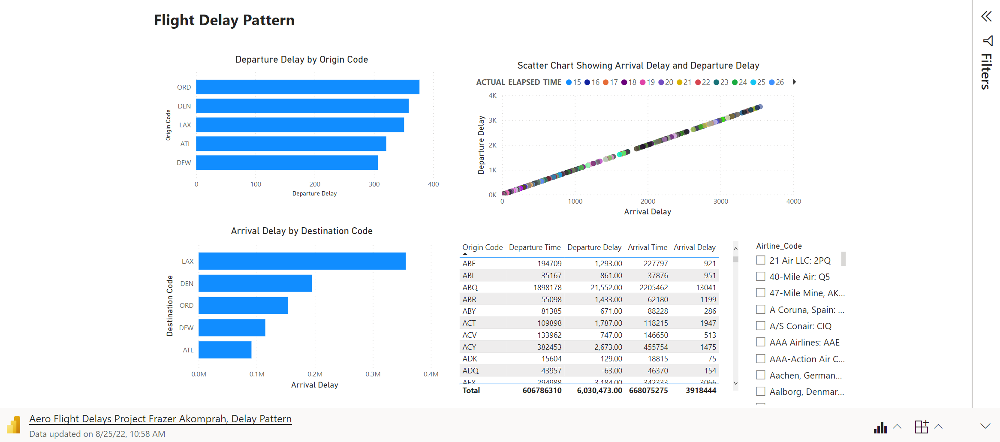 Flight Delay Pattern
Departure Delay by Origin Code
Origin Code
ORD
DEN
LAX
ATL
DFW
0 100 200 300 400
Departure Delay
Scatter Chart Showing Arrival Delay and Departure Delay
ACTUAL_ELAPSED_TIME 15 16 17 18 19 20 21 22 23 24 25 26
Departure Delay
4K
3K
2K
1K
0K
0 1000 2000 3000 4000
Arrival Delay
Arrival Delay by Destination Code
Destination Code
LAX
DEN
ORD
DFW
ATL
0.0M 0.1M 0.2M 0.3M 0.4M
Arrival Delay
Origin Code Departure Time Departure Delay Arrival Time Arrival Delay
ABE 194709 1,293.00 227797 921
ABI 35167 861.00 37876 951
ABQ 1898178 21,552.00 2205462 13041
ABR 55098 1,433.00 62180 1199
ABY 81385 671.00 88228 286
ACT 109898 1,787.00 118215 1947
ACV 133962 747.00 146650 513
ACY 382453 2,673.00 455754 1475
ADK 15604 129.00 18815 75
ADQ 43957 -63.00 46370 154
AEX 294988 3,184.00 342333 3066
Total 606786310 6,030,473.00 668075275 3918444
Airline_Code
21 Air LLC: 2PQ
40-Mile Air: Q5
47-Mile Mine, AK...
A Coruna, Spain: ...
A/S Conair: CIQ
AAA Airlines: AAE
AAA-Action Air C...
Aachen, German...
Aalborg, Denmar...
Filters
Aero Flight Delays Project Frazer Akomprah, Delay Pattern
Data updated on 8/25/22, 10:58 AM